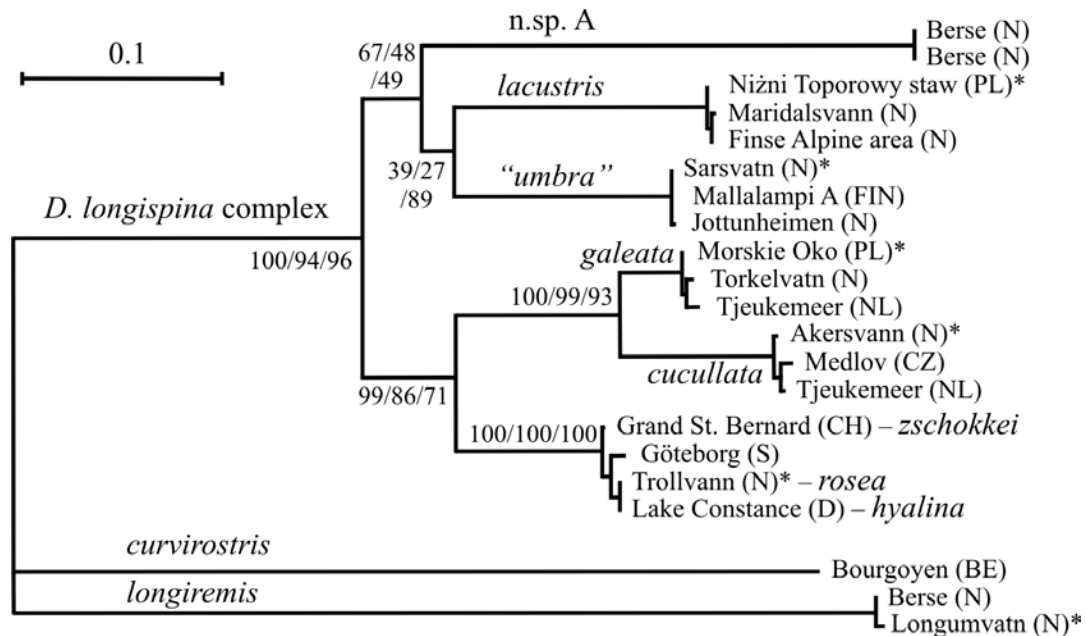 n.sp. A
0.1
67/48
/49
Berse (N)
Berse (N)
lacustris
Niżni Toporowy staw (PL)*
Maridalsvann (N)
Finse Alpine area (N)
39/27
/89
"umbra"
Sarsvatn (N)*
Mallalampi A (FIN)
Jottunheimen (N)
D. longispina complex
100/94/96
galeata
Morskie Oko (PL)*
Torkelvatn (N)
Tjeukemeer (NL)
100/99/93
Akersvann (N)*
Medlov (CZ)
Tjeukemeer (NL)
cucullata
99/86/71
100/100/100
Grand St. Bernard (CH) – zschokkei
Göteborg (S)
Trollvann (N)* – rosea
Lake Constance (D) – hyalina
curvirostris
Bourgoyen (BE)
longiremis
Berse (N)
Longumvatn (N)*